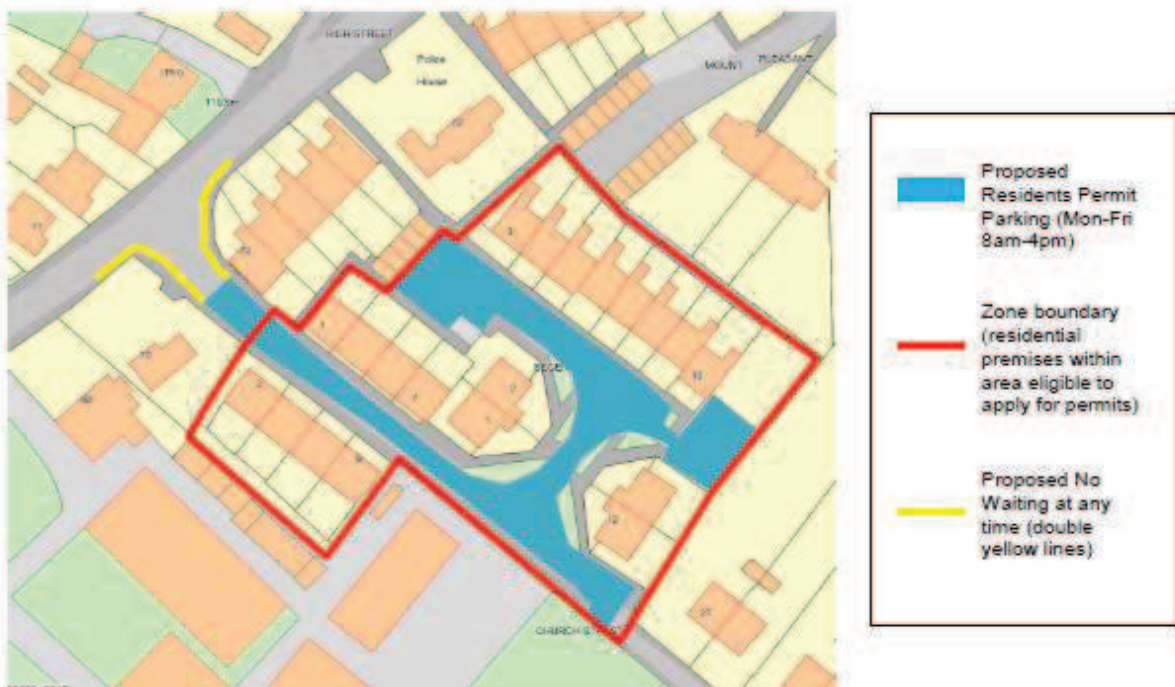 HIGH STREET
Police
House
MOUNT
PLEASANT
CHURCH STREET
Proposed
Residents Permit
Parking (Mon-Fri
8am-4pm)
Zone boundary
(residential
premises within
area eligible to
apply for permits)
Proposed No
Waiting at any
time (double
yellow lines)